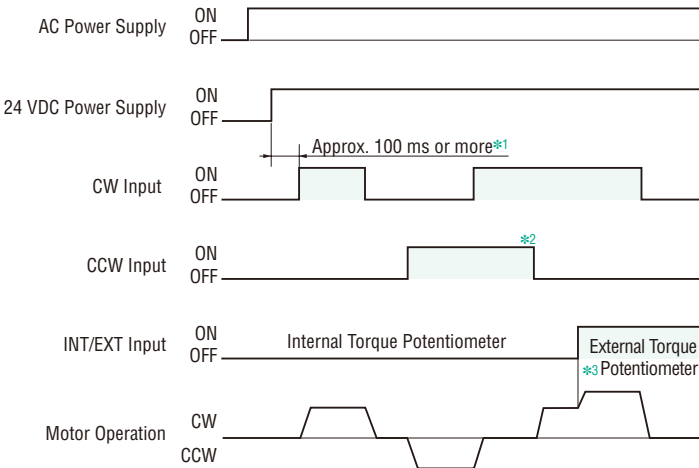 AC Power Supply ON
OFF
24 VDC Power Supply ON
OFF
Approx. 100 ms or more*1
CW Input ON
OFF
*2
CCW Input ON
OFF
INT/EXT Input ON
OFF
Internal Torque Potentiometer
External Torque
*3 Potentiometer
Motor Operation CW
CCW